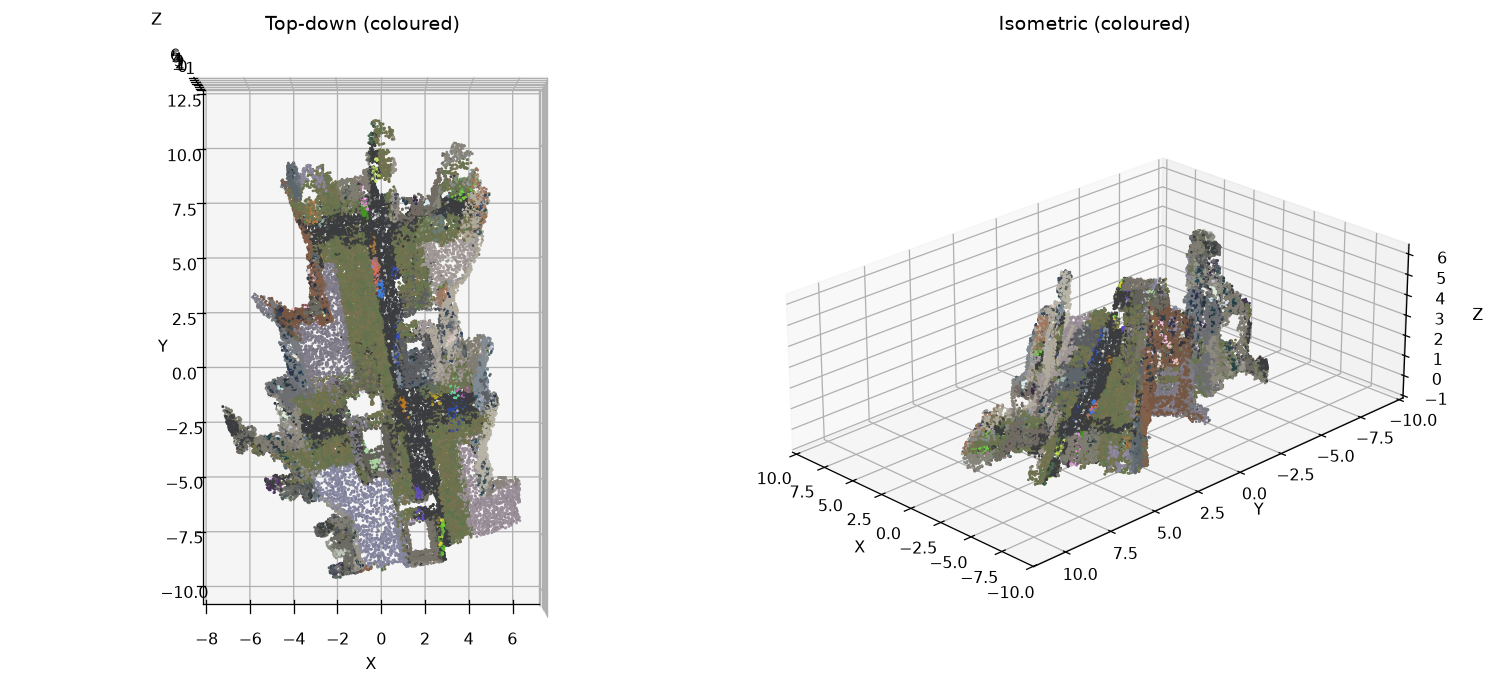 Top-down (coloured)
Isometric (coloured)
Z
12.5
10.0
7.5
5.0
2.5
0.0
−2.5
−5.0
−7.5
−10.0
Y
−8 −6 −4 −2 0 2 4 6
X
6
5
4
3
2
1
0
−1
Z
10.0 7.5 5.0 2.5 0.0 −2.5 −5.0 −7.5 −10.0
X
−10.0 −7.5 −5.0 −2.5 0.0 2.5 5.0 7.5 10.0
Y